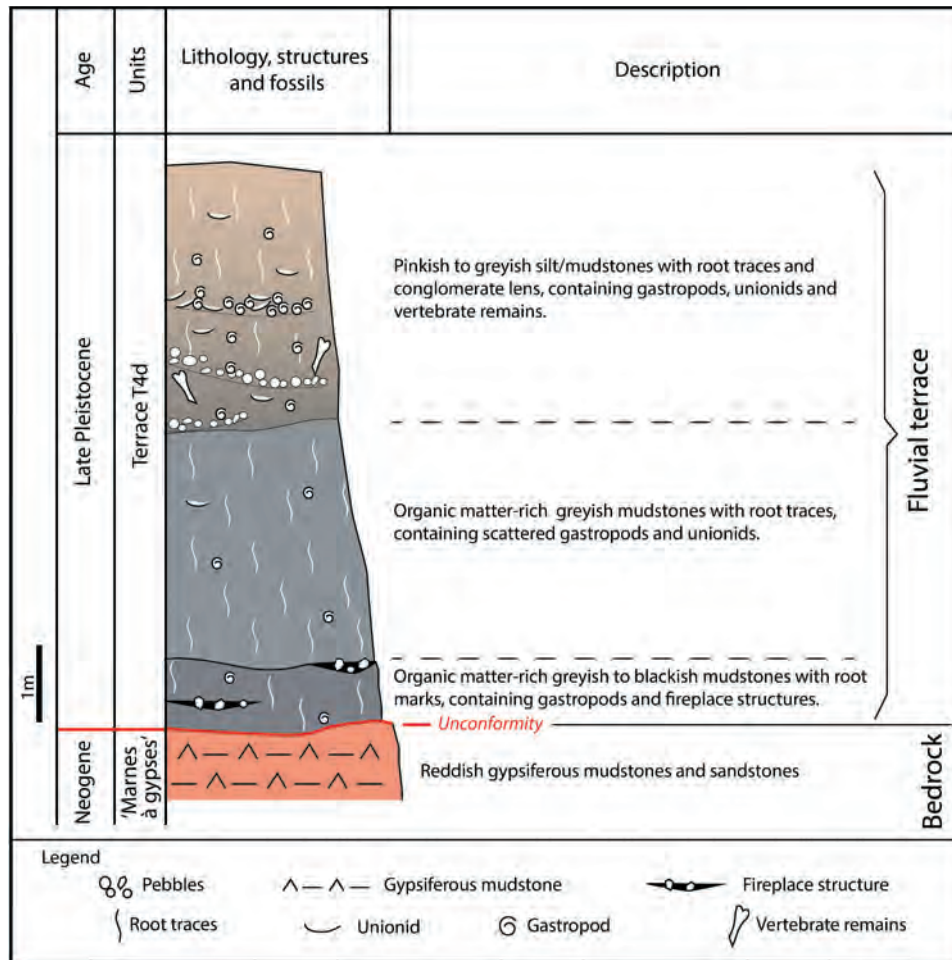 Age
Units
Lithology, structures
and fossils
Description
Late Pleistocene
Terrace T4d
Pinkish to greyish silt/mudstones with root traces and
conglomerate lens, containing gastropods, unionids and
vertebrate remains.
Organic matter-rich greyish mudstones with root traces,
containing scattered gastropods and unionids.
Organic matter-rich greyish to blackish mudstones with root
marks, containing gastropods and fireplace structures.
Fluvial terrace
1m
Unconformity
Neogene
'Marnes
à gypses'
Reddish gypsiferous mudstones and sandstones
Bedrock
Legend
Pebbles
Gypsiferous mudstone
Fireplace structure
Root traces
Unionid
Gastropod
Vertebrate remains